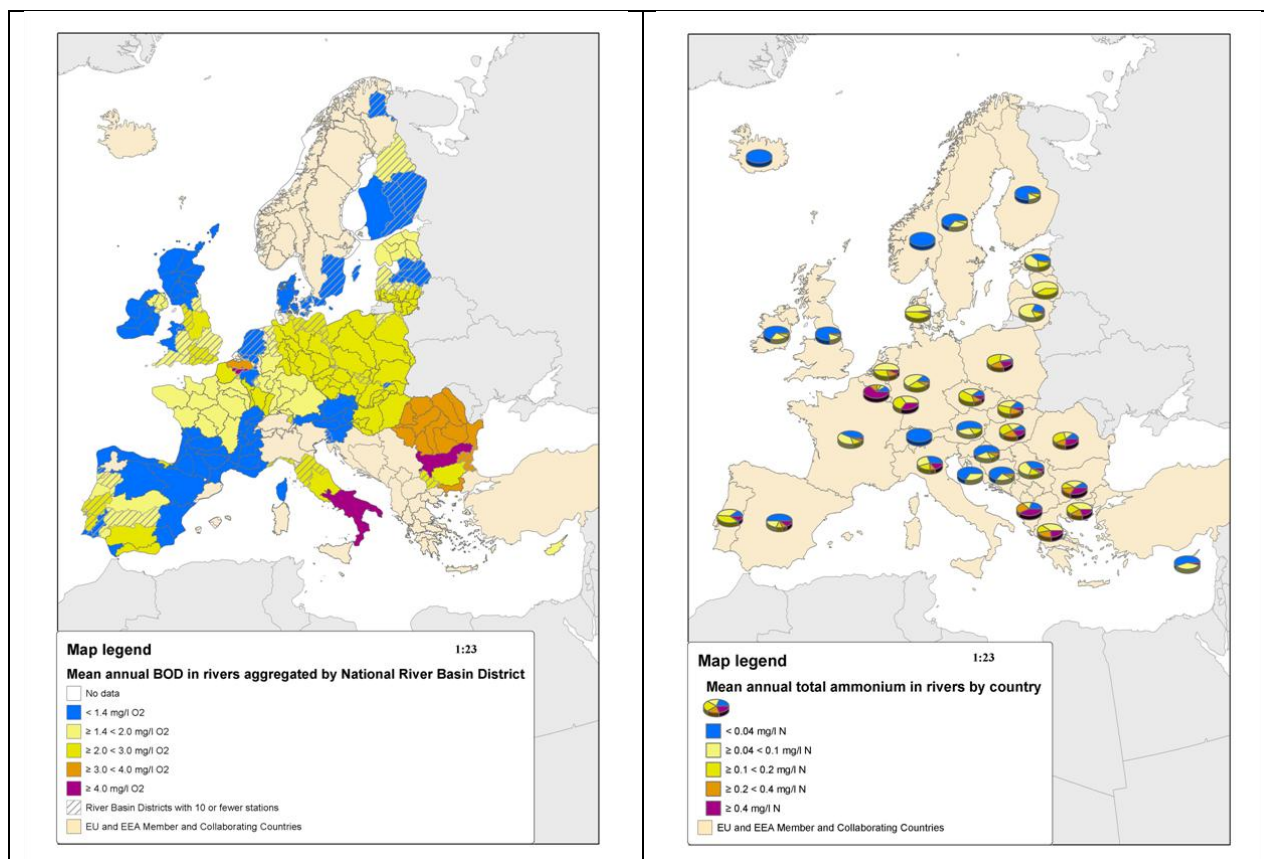 Map legend
1:23
Mean annual BOD in rivers aggregated by National River Basin District
No data
< 1.4 mg/l O2
≥ 1.4 < 2.0 mg/l O2
≥ 2.0 < 3.0 mg/l O2
≥ 3.0 < 4.0 mg/l O2
≥ 4.0 mg/l O2
River Basin Districts with 10 or fewer stations
EU and EEA Member and Collaborating Countries
Map legend
1:23
Mean annual total ammonium in rivers by country
< 0.04 mg/l N
≥ 0.04 < 0.1 mg/l N
≥ 0.1 < 0.2 mg/l N
≥ 0.2 < 0.4 mg/l N
≥ 0.4 mg/l N
EU and EEA Member and Collaborating Countries